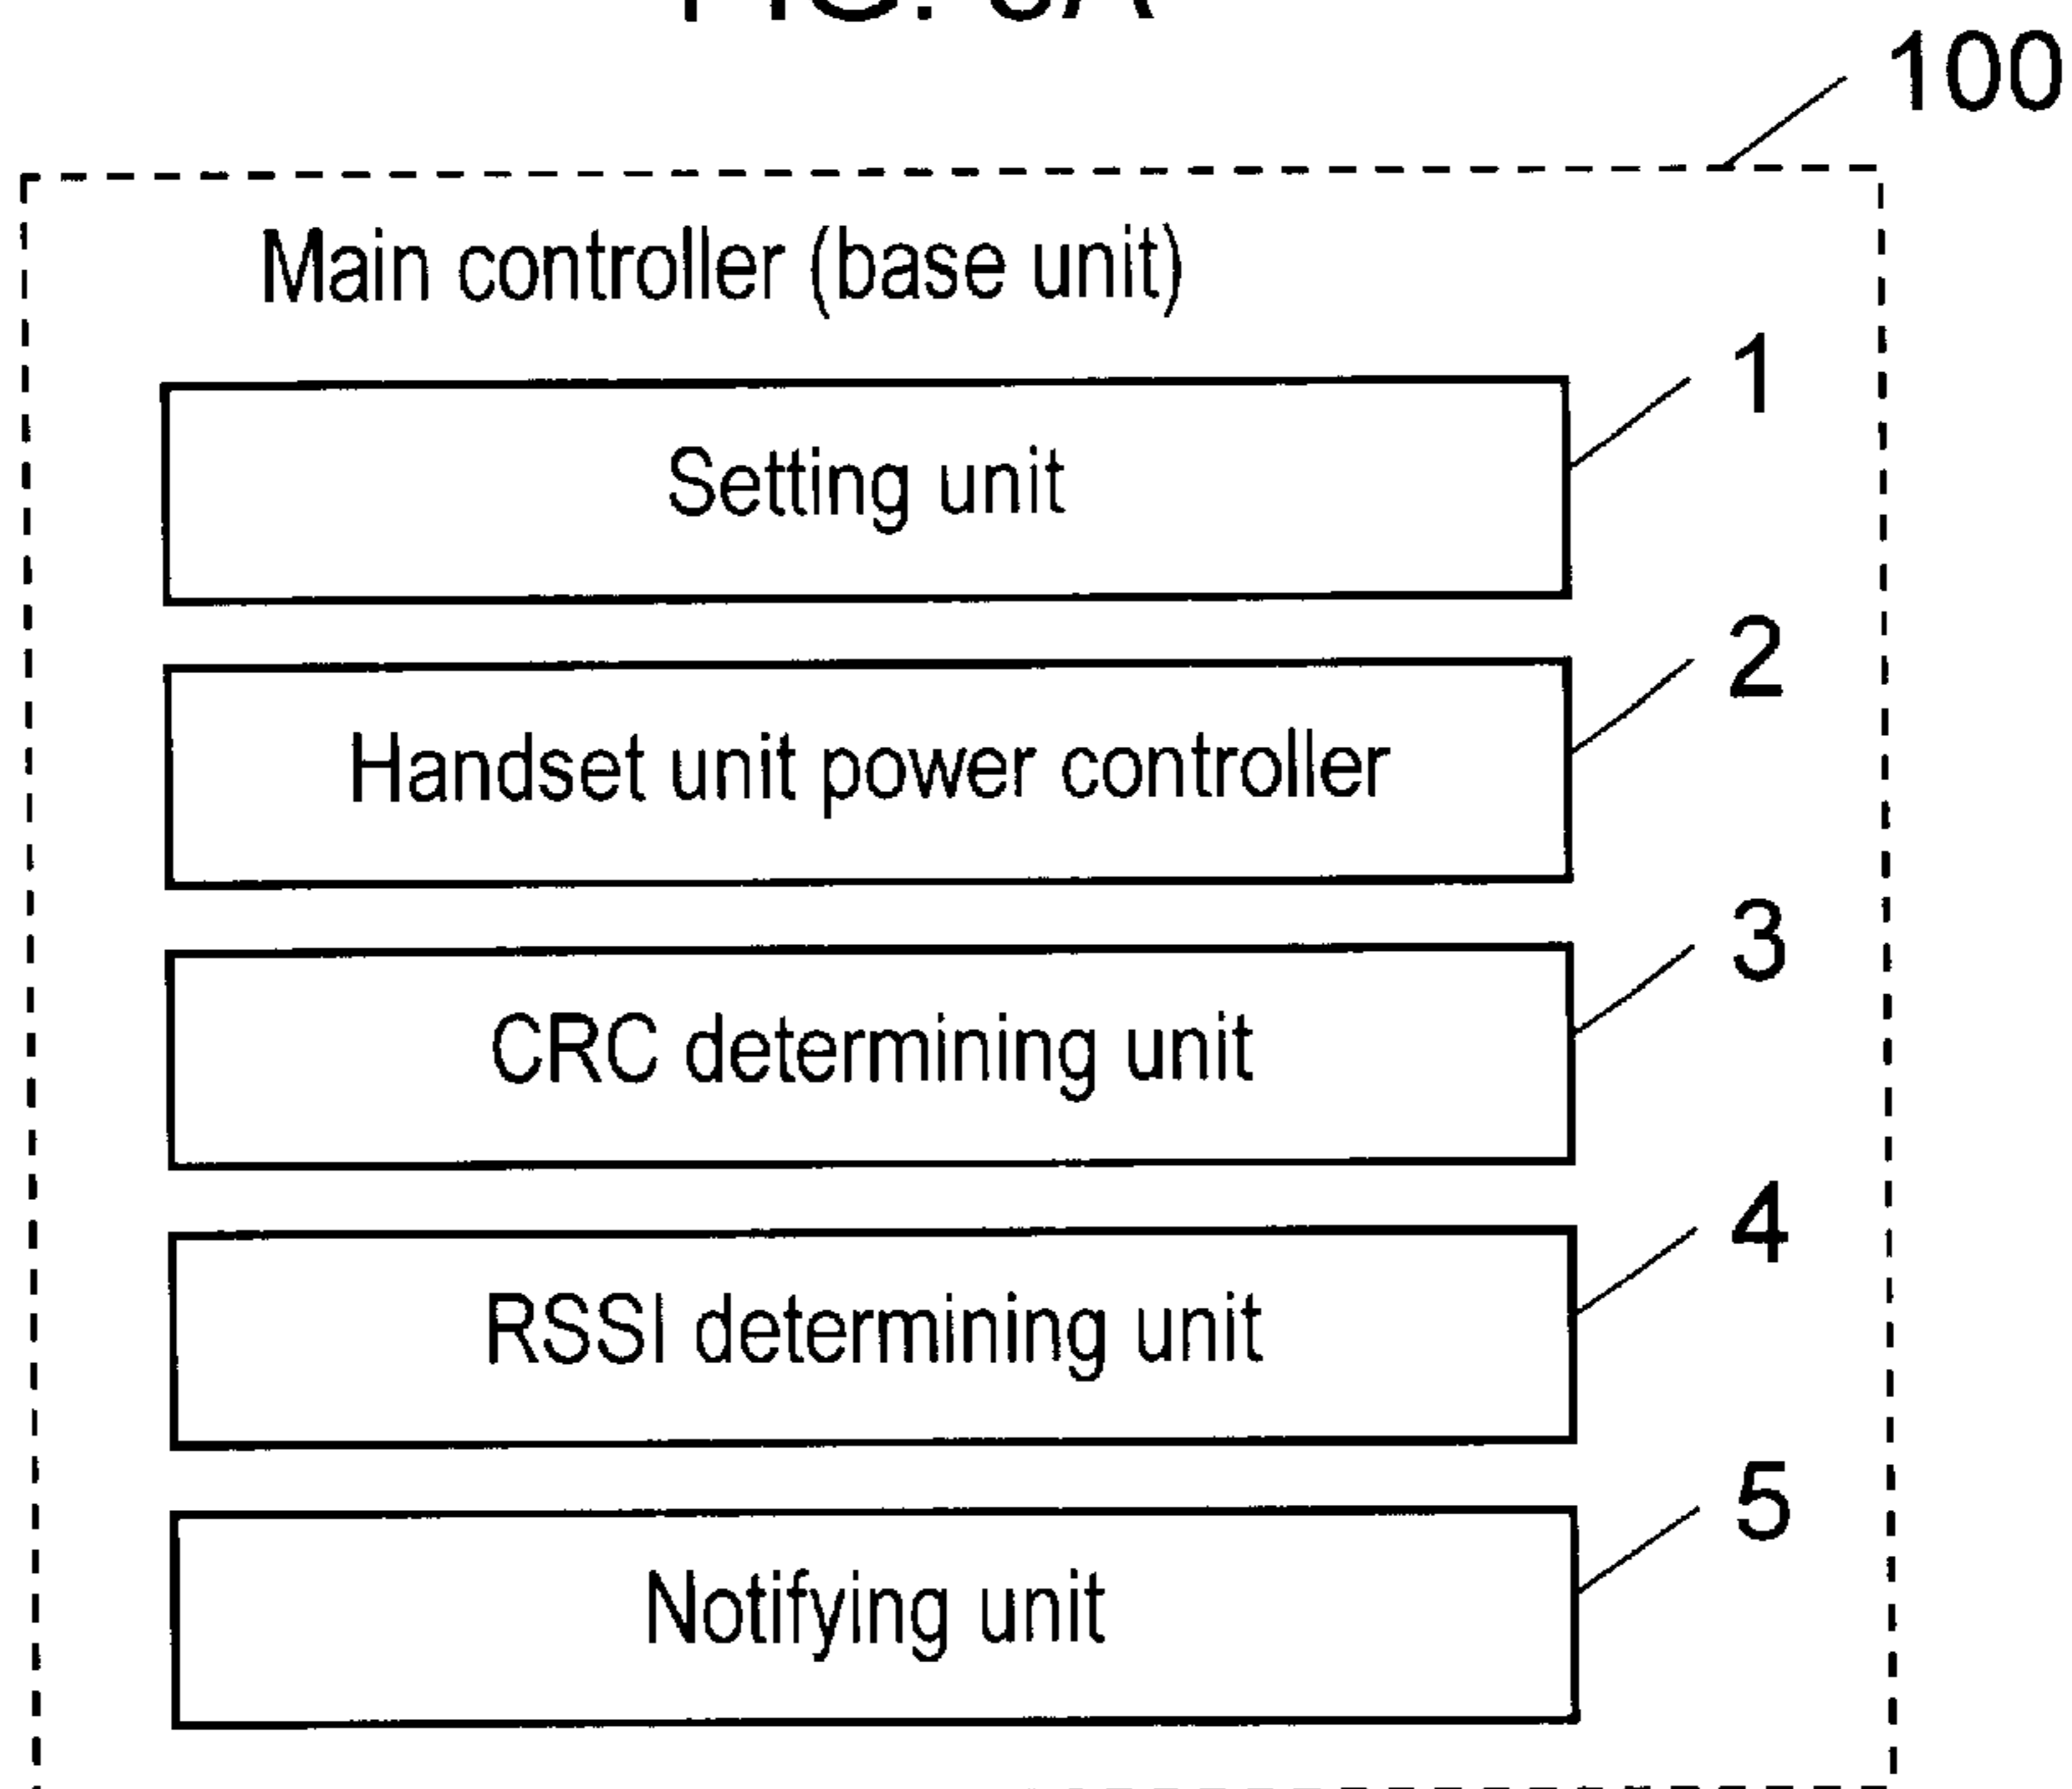 100
Main controller (base unit)
1
Setting unit
2
Handset unit power controller
3
CRC determining unit
4
RSSI determining unit
5
Notifying unit